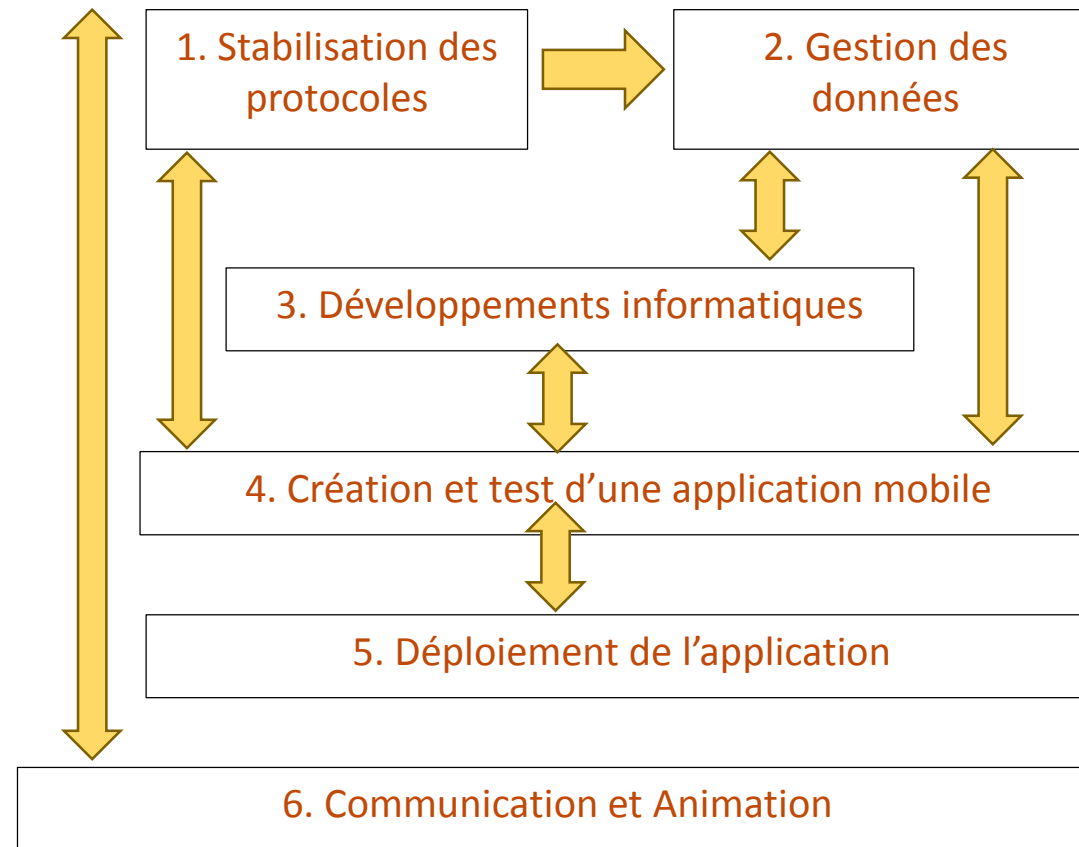 1. Stabilisation des
protocoles
2. Gestion des
données
3. Développements informatiques
4. Création et test d’une application mobile
5. Déploiement de l’application
6. Communication et Animation